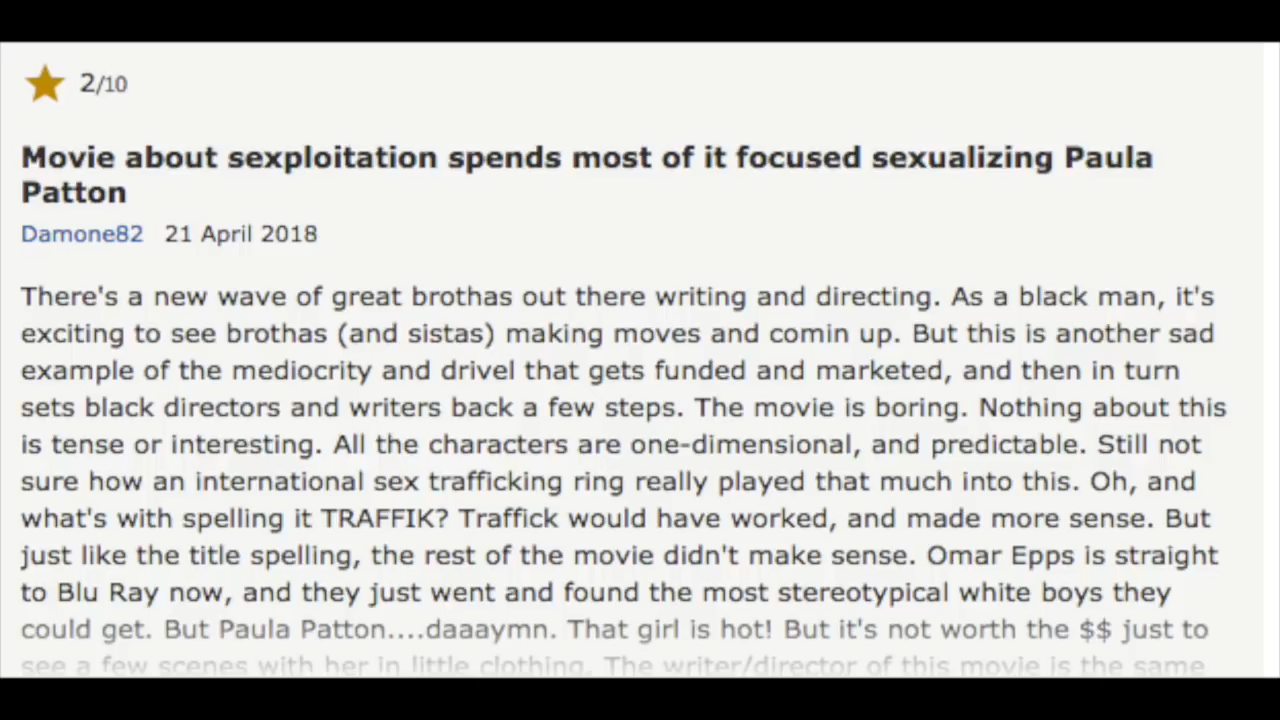 2/10
Movie about sexploitation spends most of it focused sexualizing Paula
Patton
Damone82 21 April 2018
There's a new wave of great brothas out there writing and directing. As a black man, it's
exciting to see brothas (and sistas) making moves and comin up. But this is another sad
example of the mediocrity and drivel that gets funded and marketed, and then in turn
sets black directors and writers back a few steps. The movie is boring. Nothing about this
is tense or interesting. All the characters are one-dimensional, and predictable. Still not
sure how an international sex trafficking ring really played that much into this. Oh, and
what's with spelling it TRAFFIK? Traffick would have worked, and made more sense. But
just like the title spelling, the rest of the movie didn't make sense. Omar Epps is straight
to Blu Ray now, and they just went and found the most stereotypical white boys they
could get. But Paula Patton....daaaymn. That girl is hot! But it's not worth the $$ just to
see a few scenes with her in little clothing. The writer/director of this movie is the same